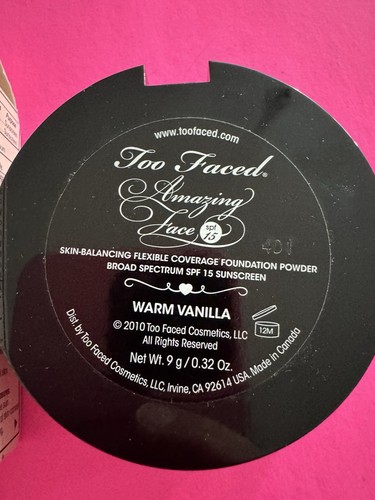 www.toofaced.com
Too Faced®
Amazing
Face spf 15
401
SKIN-BALANCING FLEXIBLE COVERAGE FOUNDATION POWDER
BROAD SPECTRUM SPF 15 SUNSCREEN
WARM VANILLA
© 2010 Too Faced Cosmetics, LLC
All Rights Reserved
12M
Net Wt. 9 g / 0.32 Oz.
Dist. by Too Faced Cosmetics, LLC, Irvine, CA 92614 USA. Made in Canada